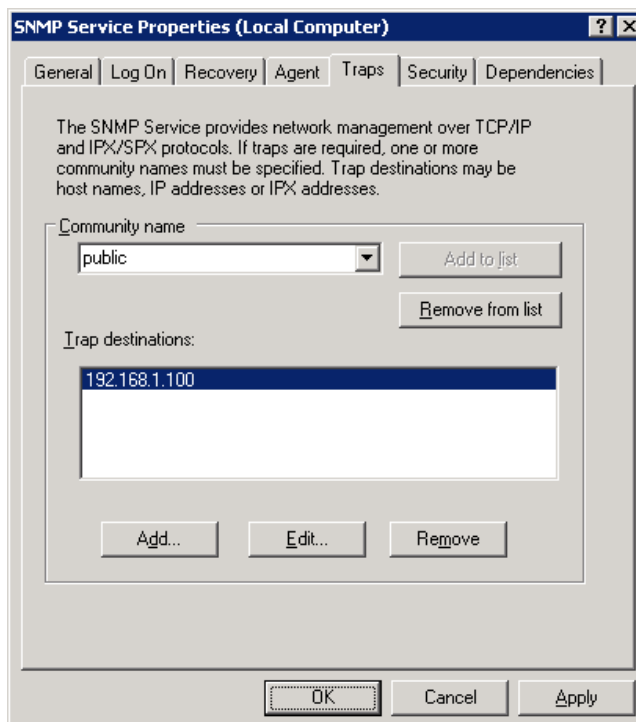 SNMP Service Properties (Local Computer)
General Log On Recovery Agent Traps Security Dependencies
The SNMP Service provides network management over TCP/IP
and IPX/SPX protocols. If traps are required, one or more
community names must be specified. Trap destinations may be
host names, IP addresses or IPX addresses.
Community name
public
Add to list
Remove from list
Trap destinations:
192.168.1.100
Add... Edit... Remove
OK Cancel Apply